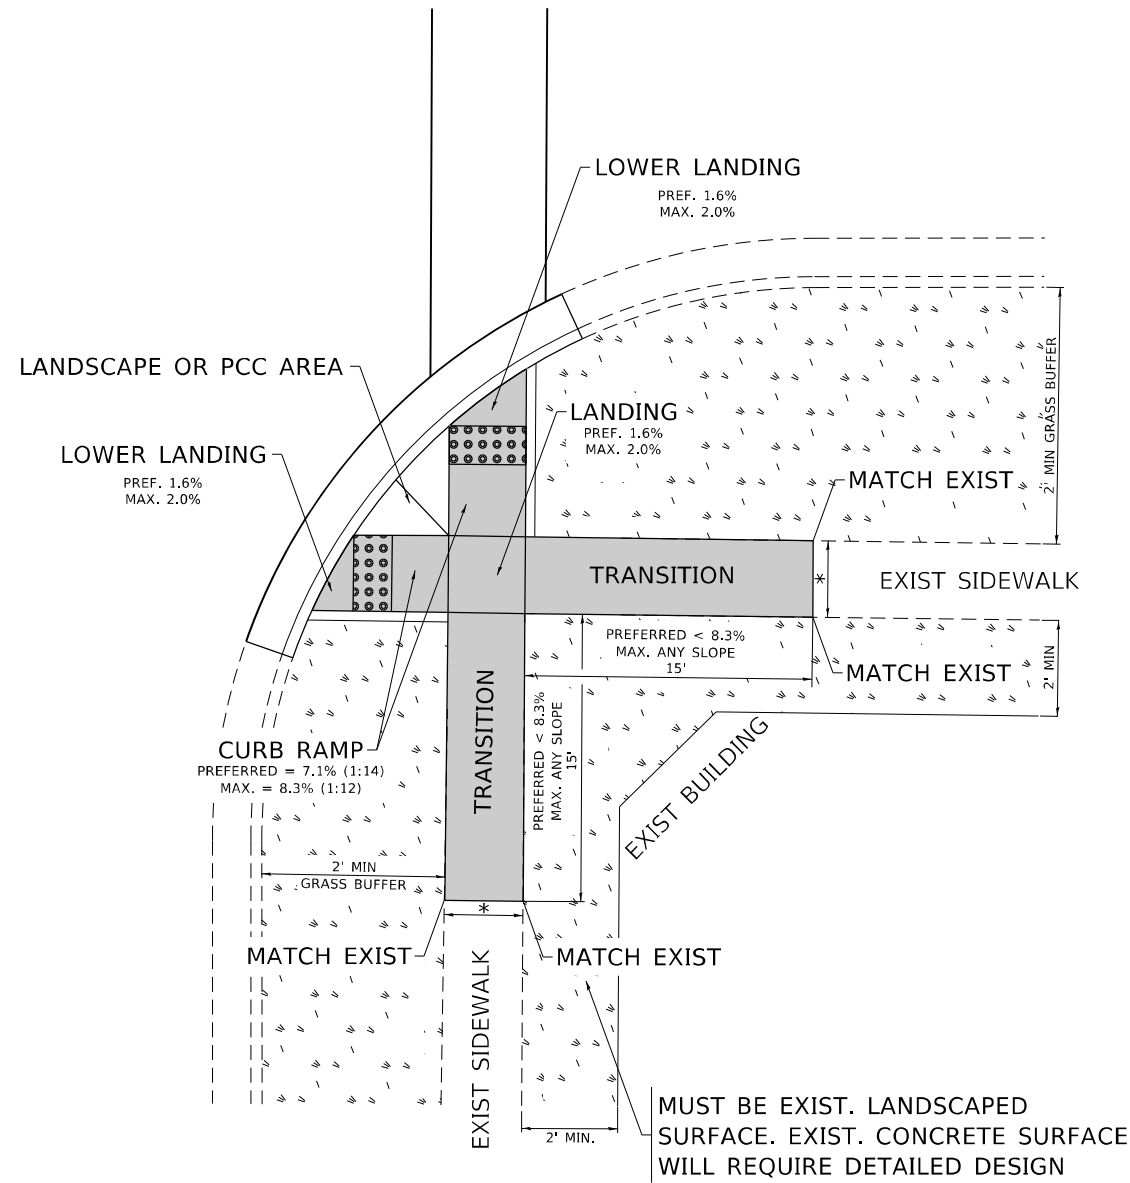 LOWER LANDING
PREF. 1.6%
MAX. 2.0%
LANDSCAPE OR PCC AREA
LANDING
PREF. 1.6%
MAX. 2.0%
LOWER LANDING
PREF. 1.6%
MAX. 2.0%
2' MIN GRASS BUFFER
MATCH EXIST
TRANSITION
*
EXIST SIDEWALK
PREFERRED < 8.3%
MAX. ANY SLOPE
15'
MATCH EXIST
2' MIN
TRANSITION
PREFERRED < 8.3%
MAX. ANY SLOPE
15'
CURB RAMP
PREFERRED = 7.1% (1:14)
MAX. = 8.3% (1:12)
EXIST BUILDING
2' MIN
GRASS BUFFER
*
MATCH EXIST
MATCH EXIST
EXIST SIDEWALK
2' MIN.
MUST BE EXIST. LANDSCAPED
SURFACE. EXIST. CONCRETE SURFACE
WILL REQUIRE DETAILED DESIGN